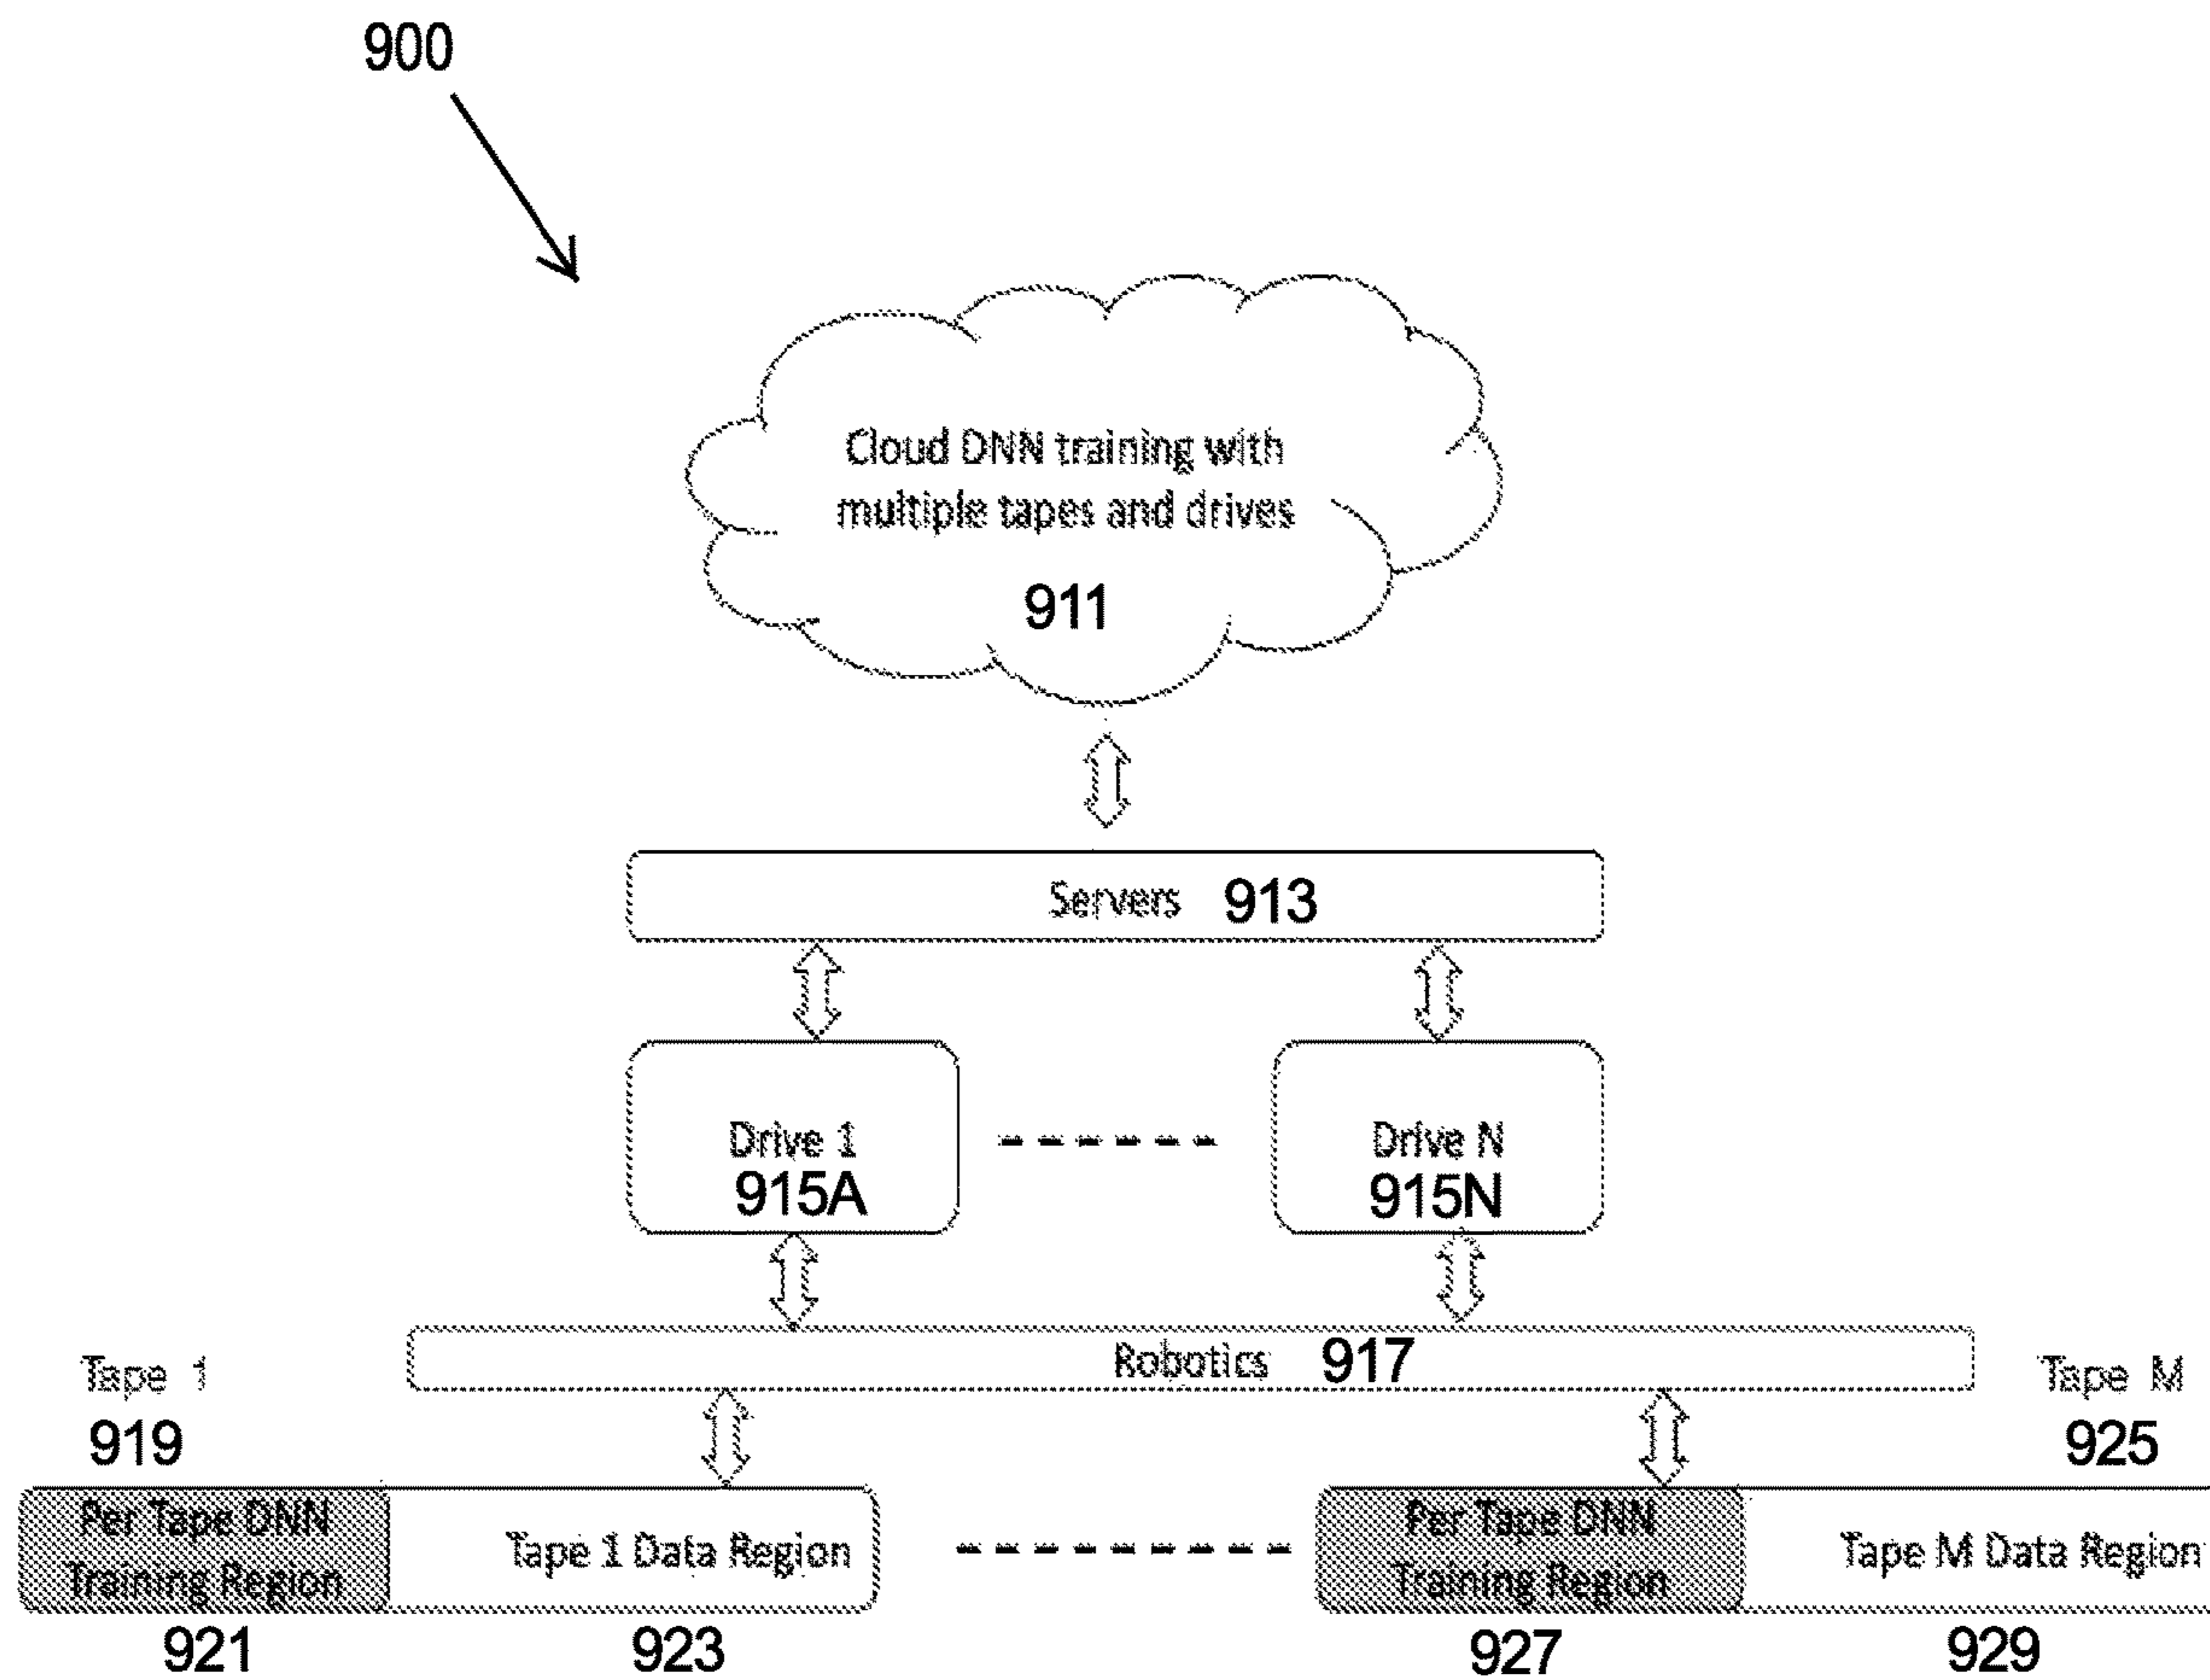 900
Cloud DNN training with
multiple tapes and drives
911
Servers 913
Drive 1
915A
Drive N
915N
Robotics 917
Tape 1
919
Tape M
925
Per Tape DNN
Training Region
Tape 1 Data Region
Per Tape DNN
Training Region
Tape M Data Region
921
923
927
929